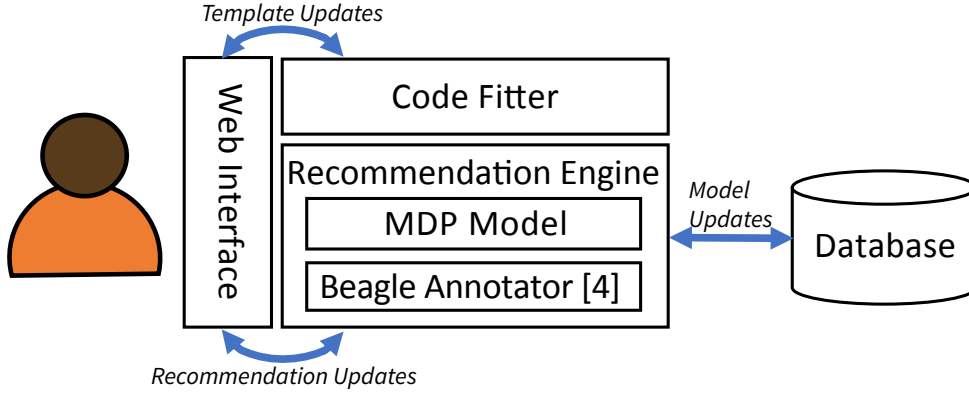 Template Updates
Web Interface
Code Fitter
Recommendation Engine
MDP Model
Beagle Annotator [4]
Model
Updates
Database
Recommendation Updates